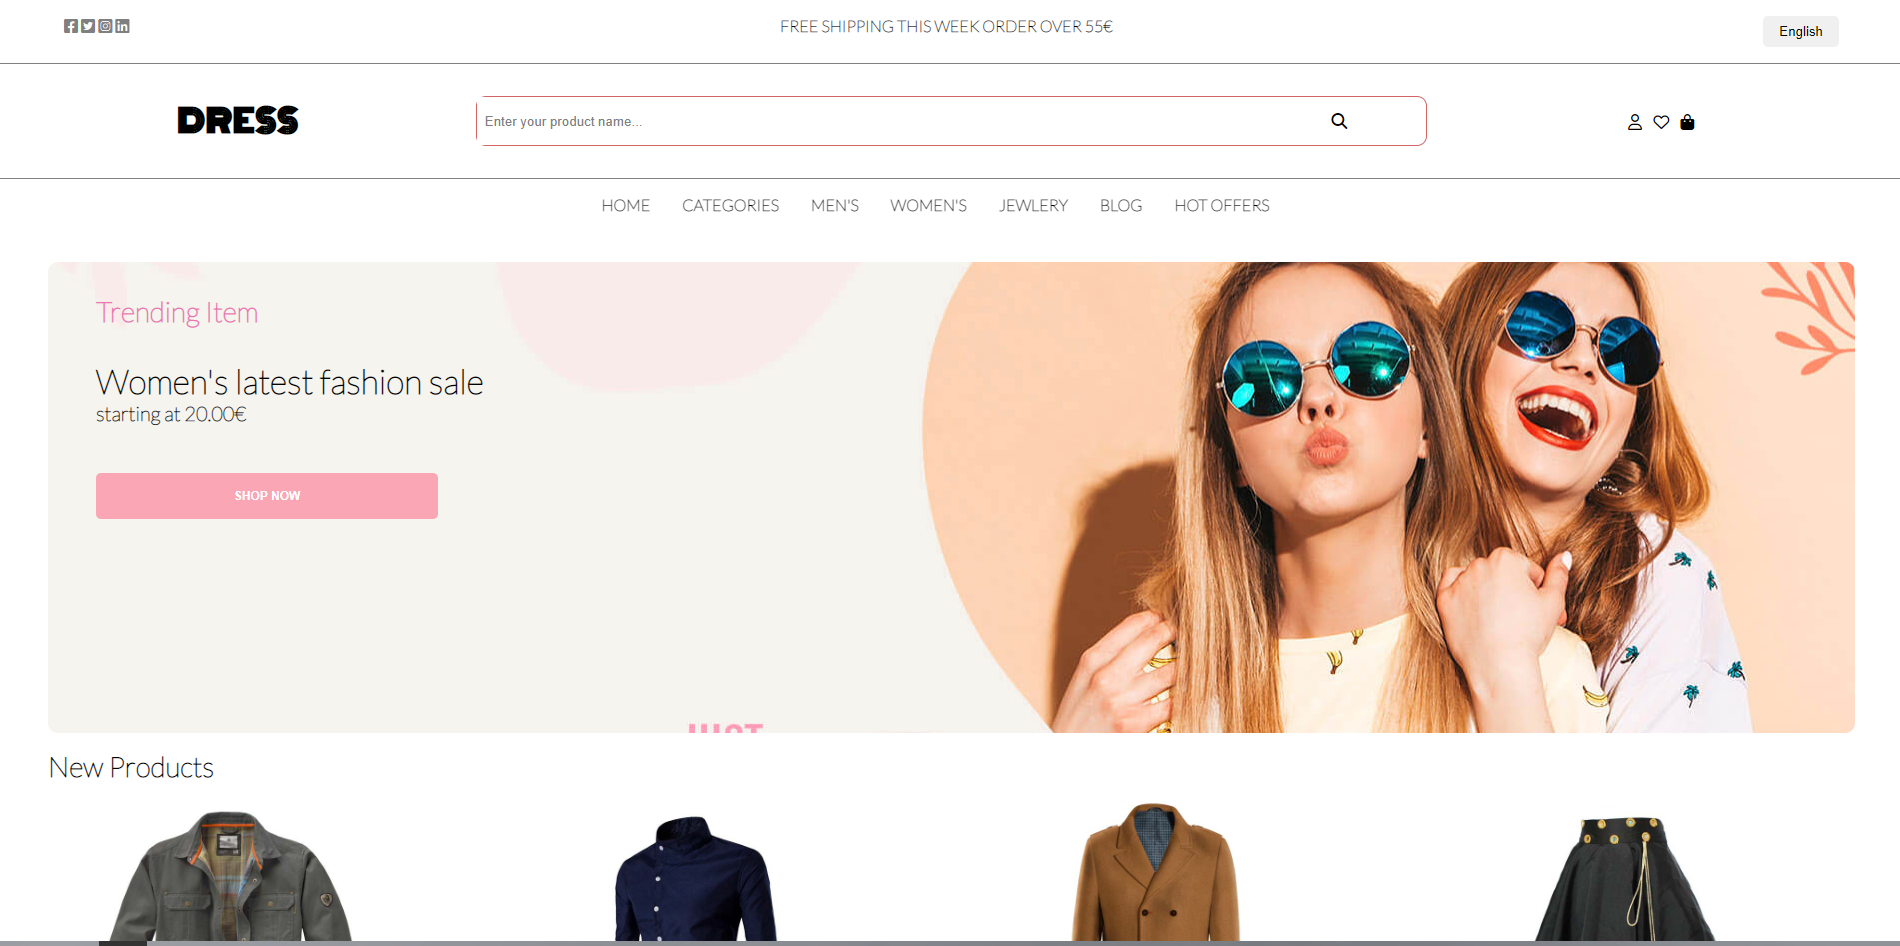 FREE SHIPPING THIS WEEK ORDER OVER 55€
English
DRESS
Enter your product name...
HOME CATEGORIES MEN'S WOMEN'S JEWLERY BLOG HOT OFFERS
Trending Item
Women's latest fashion sale
starting at 20.00€
SHOP NOW
New Products